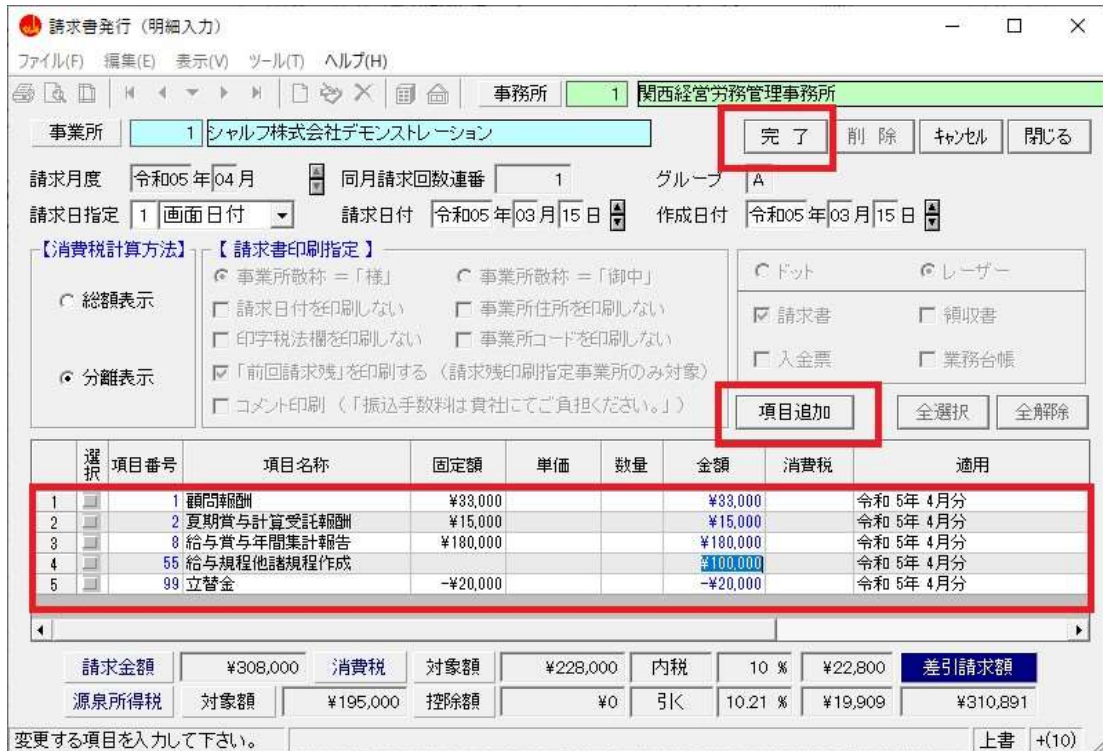 請求書発行（明細入力）
ファイル(F) 編集(E) 表示(V) ツール(T) ヘルプ(H)
事務所 1 関西経営労務管理事務所
事業所 1 シャルフ株式会社デモンストレーション 完了 削除 ｷｬﾝｾﾙ 閉じる
請求月度 令和05年04月 同月請求回数連番 1 グループ A
請求日指定 1 画面日付 請求日付 令和05年03月15日 作成日付 令和05年03月15日
【消費税計算方法】 【 請求書印刷指定 】
事業所敬称 ＝「様」 事業所敬称 ＝「御中」 ドット レーザー
総額表示 請求日付を印刷しない 事業所住所を印刷しない 請求書 領収書
印字税法欄を印刷しない 事業所コードを印刷しない
分離表示 「前回請求残」を印刷する （請求残印刷指定事業所のみ対象） 入金票 業務台帳
コメント印刷 （「振込手数料は貴社にてご負担ください。」） 項目追加 全選択 全解除
選択 項目番号 項目名称 固定額 単価 数量 金額 消費税 適用
1 1 顧問報酬 ¥33,000 ¥33,000 令和 5年 4月分
2 2 夏期賞与計算受託報酬 ¥15,000 ¥15,000 令和 5年 4月分
3 8 給与賞与年間集計報告 ¥180,000 ¥180,000 令和 5年 4月分
4 55 給与規程他諸規程作成 ¥100,000 令和 5年 4月分
5 99 立替金 -¥20,000 -¥20,000 令和 5年 4月分
請求金額 ¥308,000 消費税 対象額 ¥228,000 内税 10 % ¥22,800 差引請求額
源泉所得税 対象額 ¥195,000 控除額 ¥0 引く 10.21 % ¥19,909 ¥310,891
変更する項目を入力して下さい。 上書 +(10)